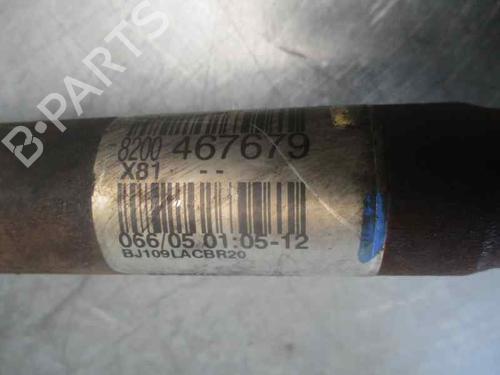 B-PARTS
8200 467679
X81 - -
066/05 01:05-12
BJ109LACBR20